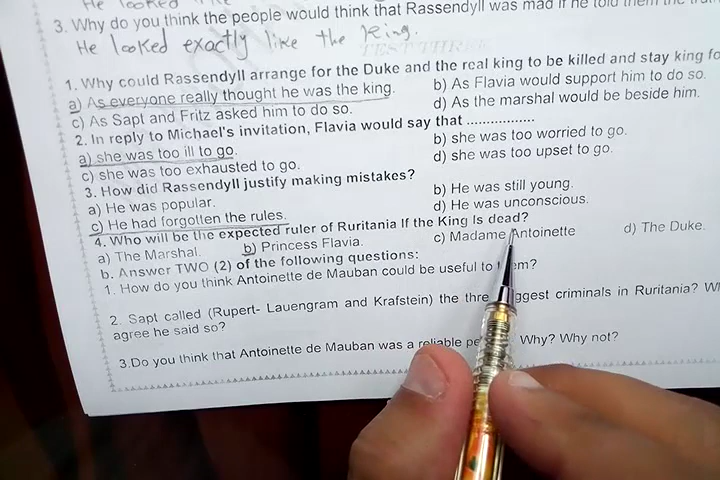 He looked
3. Why do you think the people would think that Rassendyll was mad if he told them the truth
He looked exactly like the King.
TEST THREE
1. Why could Rassendyll arrange for the Duke and the real king to be killed and stay king fo
a) As everyone really thought he was the king. b) As Flavia would support him to do so.
c) As Sapt and Fritz asked him to do so. d) As the marshal would be beside him.
2. In reply to Michael's invitation, Flavia would say that .................
a) she was too ill to go. b) she was too worried to go.
c) she was too exhausted to go. d) she was too upset to go.
3. How did Rassendyll justify making mistakes?
a) He was popular. b) He was still young.
c) He had forgotten the rules. d) He was unconscious.
4. Who will be the expected ruler of Ruritania If the King Is dead?
a) The Marshal. b) Princess Flavia. c) Madame Antoinette d) The Duke.
b. Answer TWO (2) of the following questions:
1. How do you think Antoinette de Mauban could be useful to em?
2. Sapt called (Rupert- Lauengram and Krafstein) the thre ggest criminals in Ruritania? W
agree he said so?
3.Do you think that Antoinette de Mauban was a reliable pe Why? Why not?